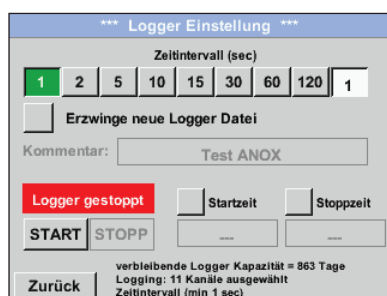 *** Logger Einstellung ***
Zeitintervall (sec)
1 2 5 10 15 30 60 120 1
Erzwinge neue Logger Datei
Kommentar: Test ANOX
Logger gestoppt Startzeit Stoppzeit
START STOPP --- ---
verbleibende Logger Kapazität = 863 Tage
Zurück Logging: 11 Kanäle ausgewählt
Zeitintervall (min 1 sec)